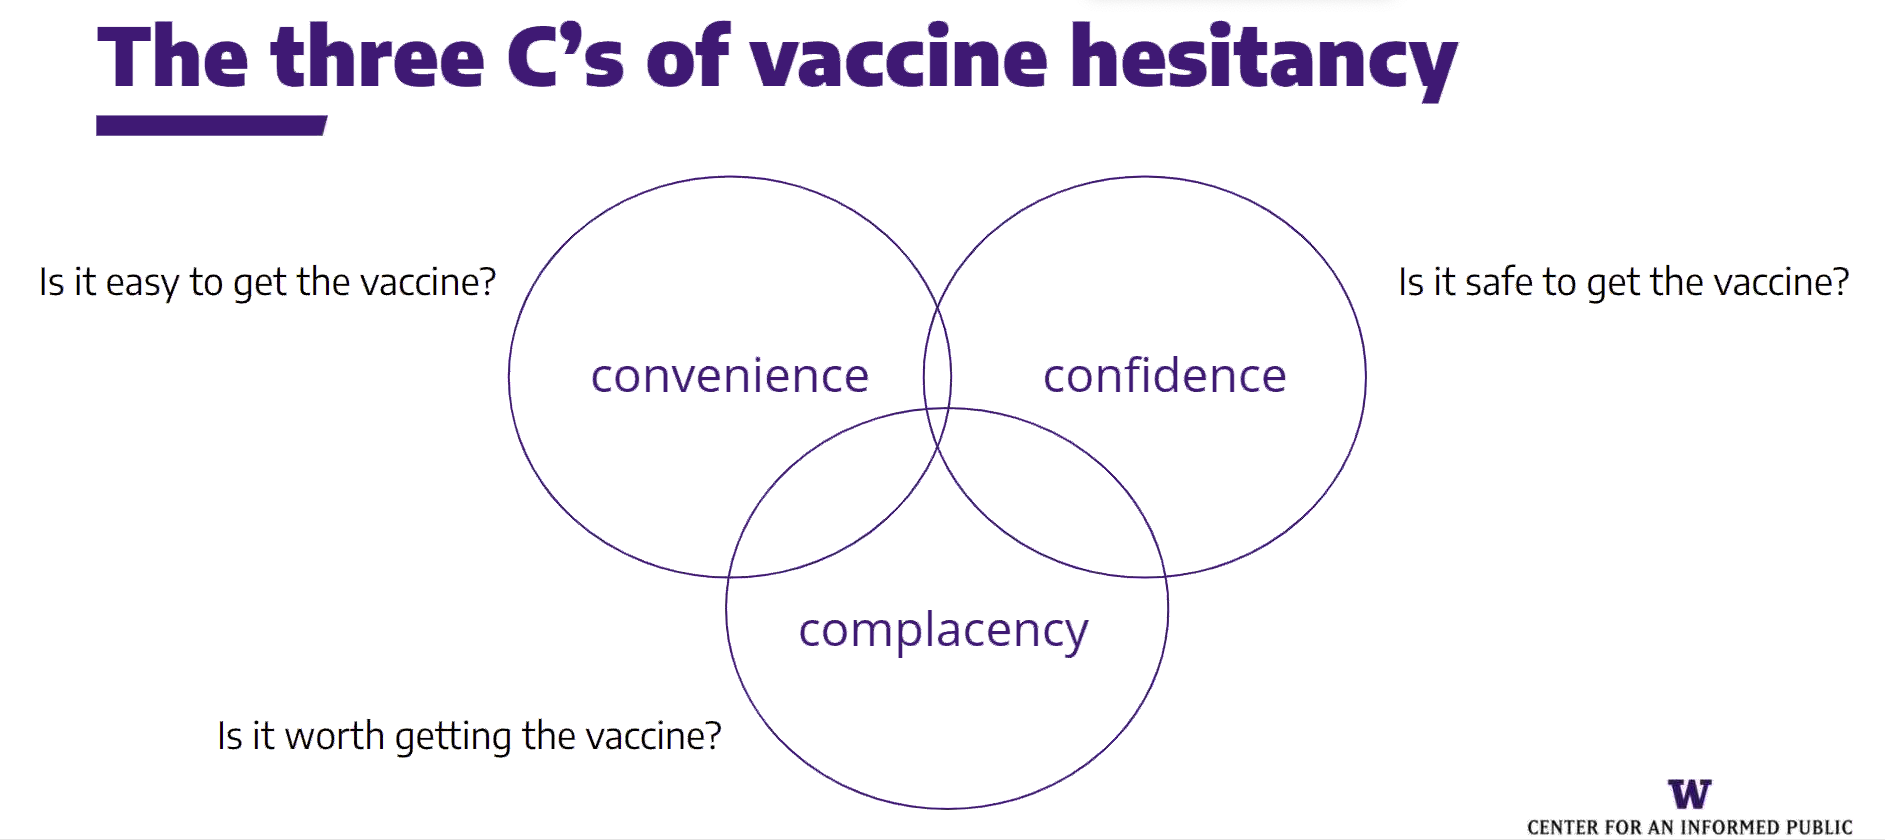 The three C’s of vaccine hesitancy
Is it easy to get the vaccine?
Is it safe to get the vaccine?
convenience
confidence
complacency
Is it worth getting the vaccine?
W
CENTER FOR AN INFORMED PUBLIC